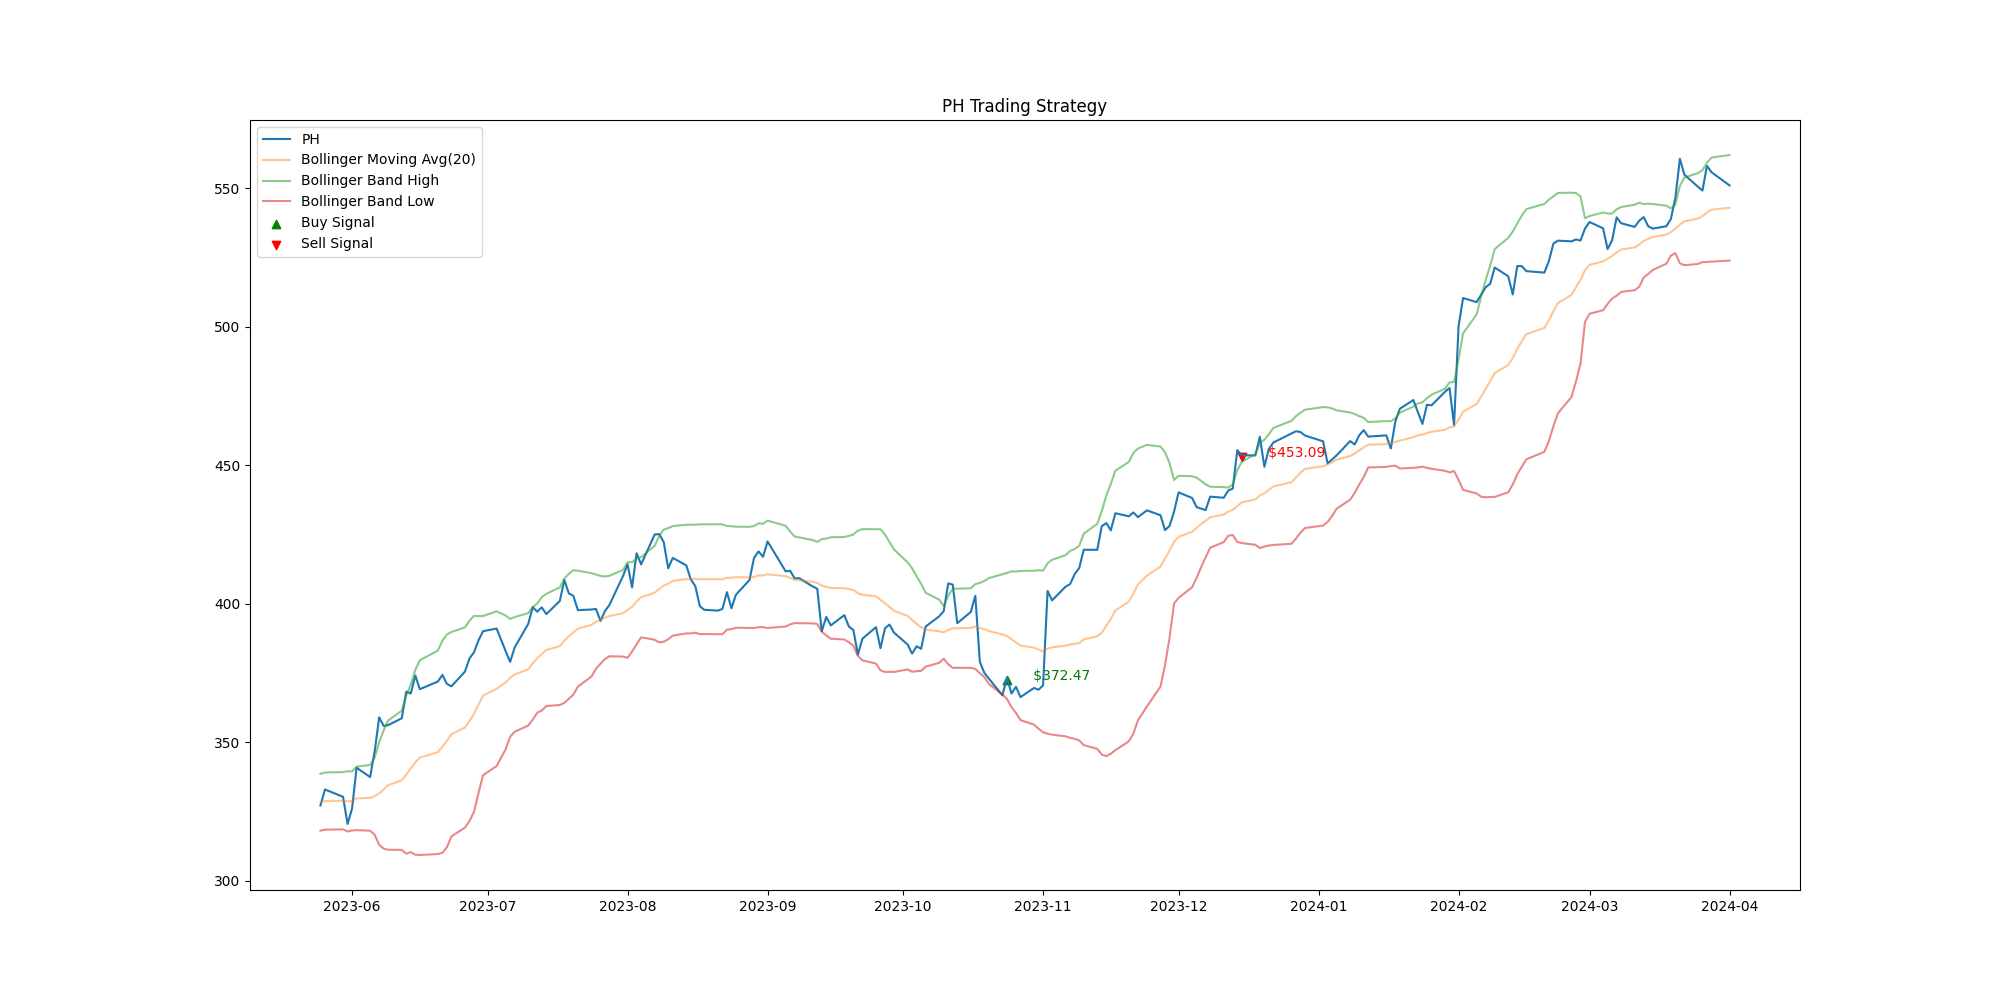 PH Trading Strategy
PH
Bollinger Moving Avg(20)
Bollinger Band High
Bollinger Band Low
Buy Signal
Sell Signal
550
500
450
400
350
300
$453.09
$372.47
2023-06 2023-07 2023-08 2023-09 2023-10 2023-11 2023-12 2024-01 2024-02 2024-03 2024-04